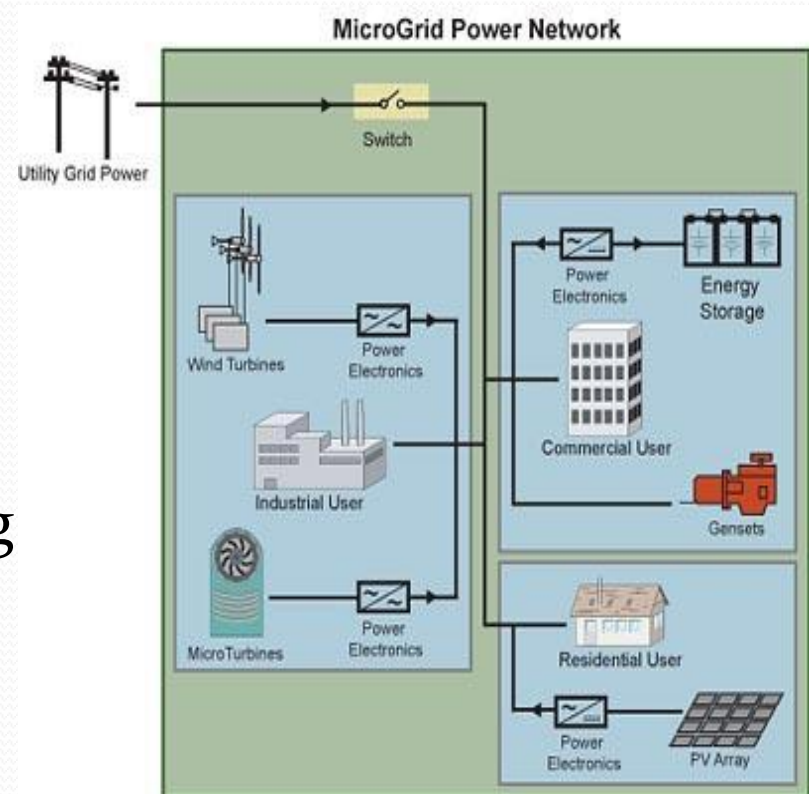 MicroGrid Power Network
Utility Grid Power
Switch
Wind Turbines
Power
Electronics
Industrial User
MicroTurbines
Power
Electronics
Power
Electronics
Energy
Storage
Commercial User
Gensets
Residential User
Power
Electronics
PV Array
g